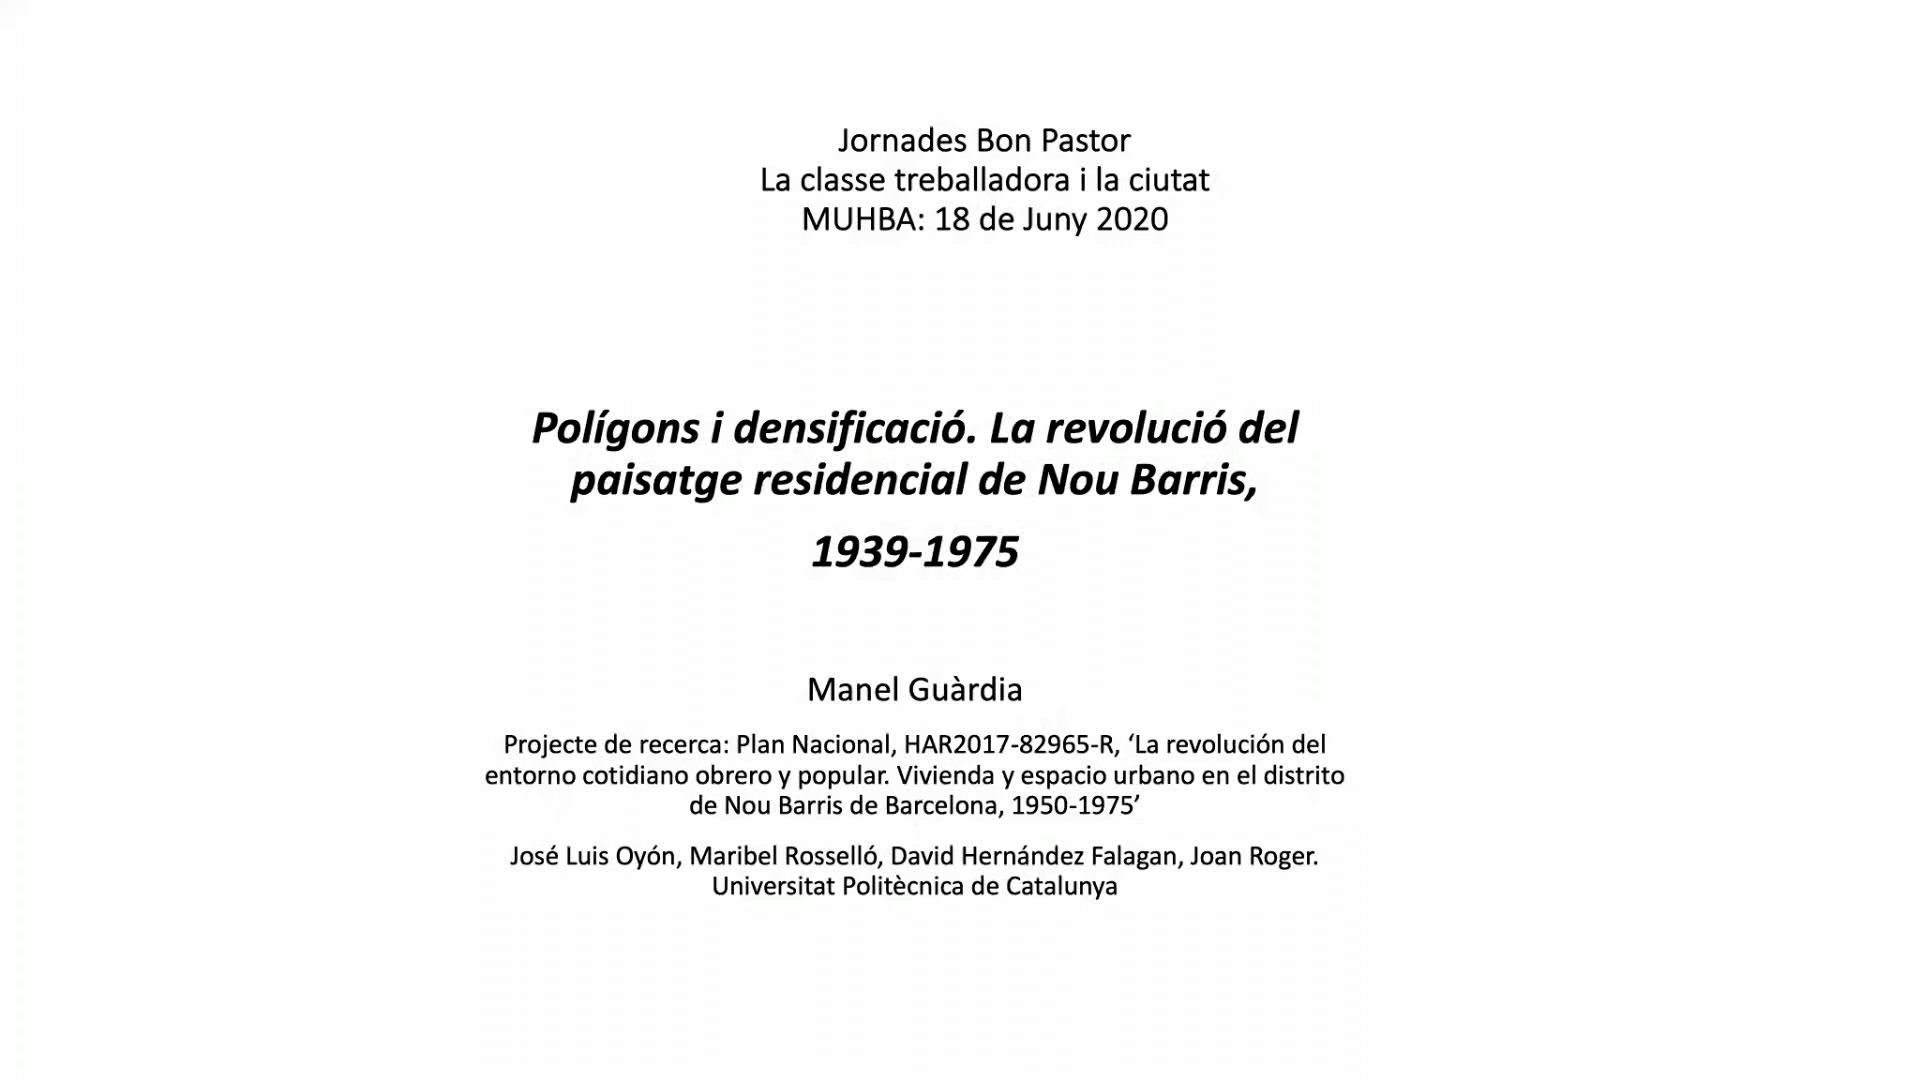 Jornades Bon Pastor
La classe treballadora i la ciutat
MUHBA: 18 de Juny 2020
Polígons i densificació. La revolució del
paisatge residencial de Nou Barris,
1939-1975
Manel Guàrdia
Projecte de recerca: Plan Nacional, HAR2017-82965-R, ‘La revolución del
entorno cotidiano obrero y popular. Vivienda y espacio urbano en el distrito
de Nou Barris de Barcelona, 1950-1975’
José Luis Oyón, Maribel Rosselló, David Hernández Falagan, Joan Roger.
Universitat Politècnica de Catalunya